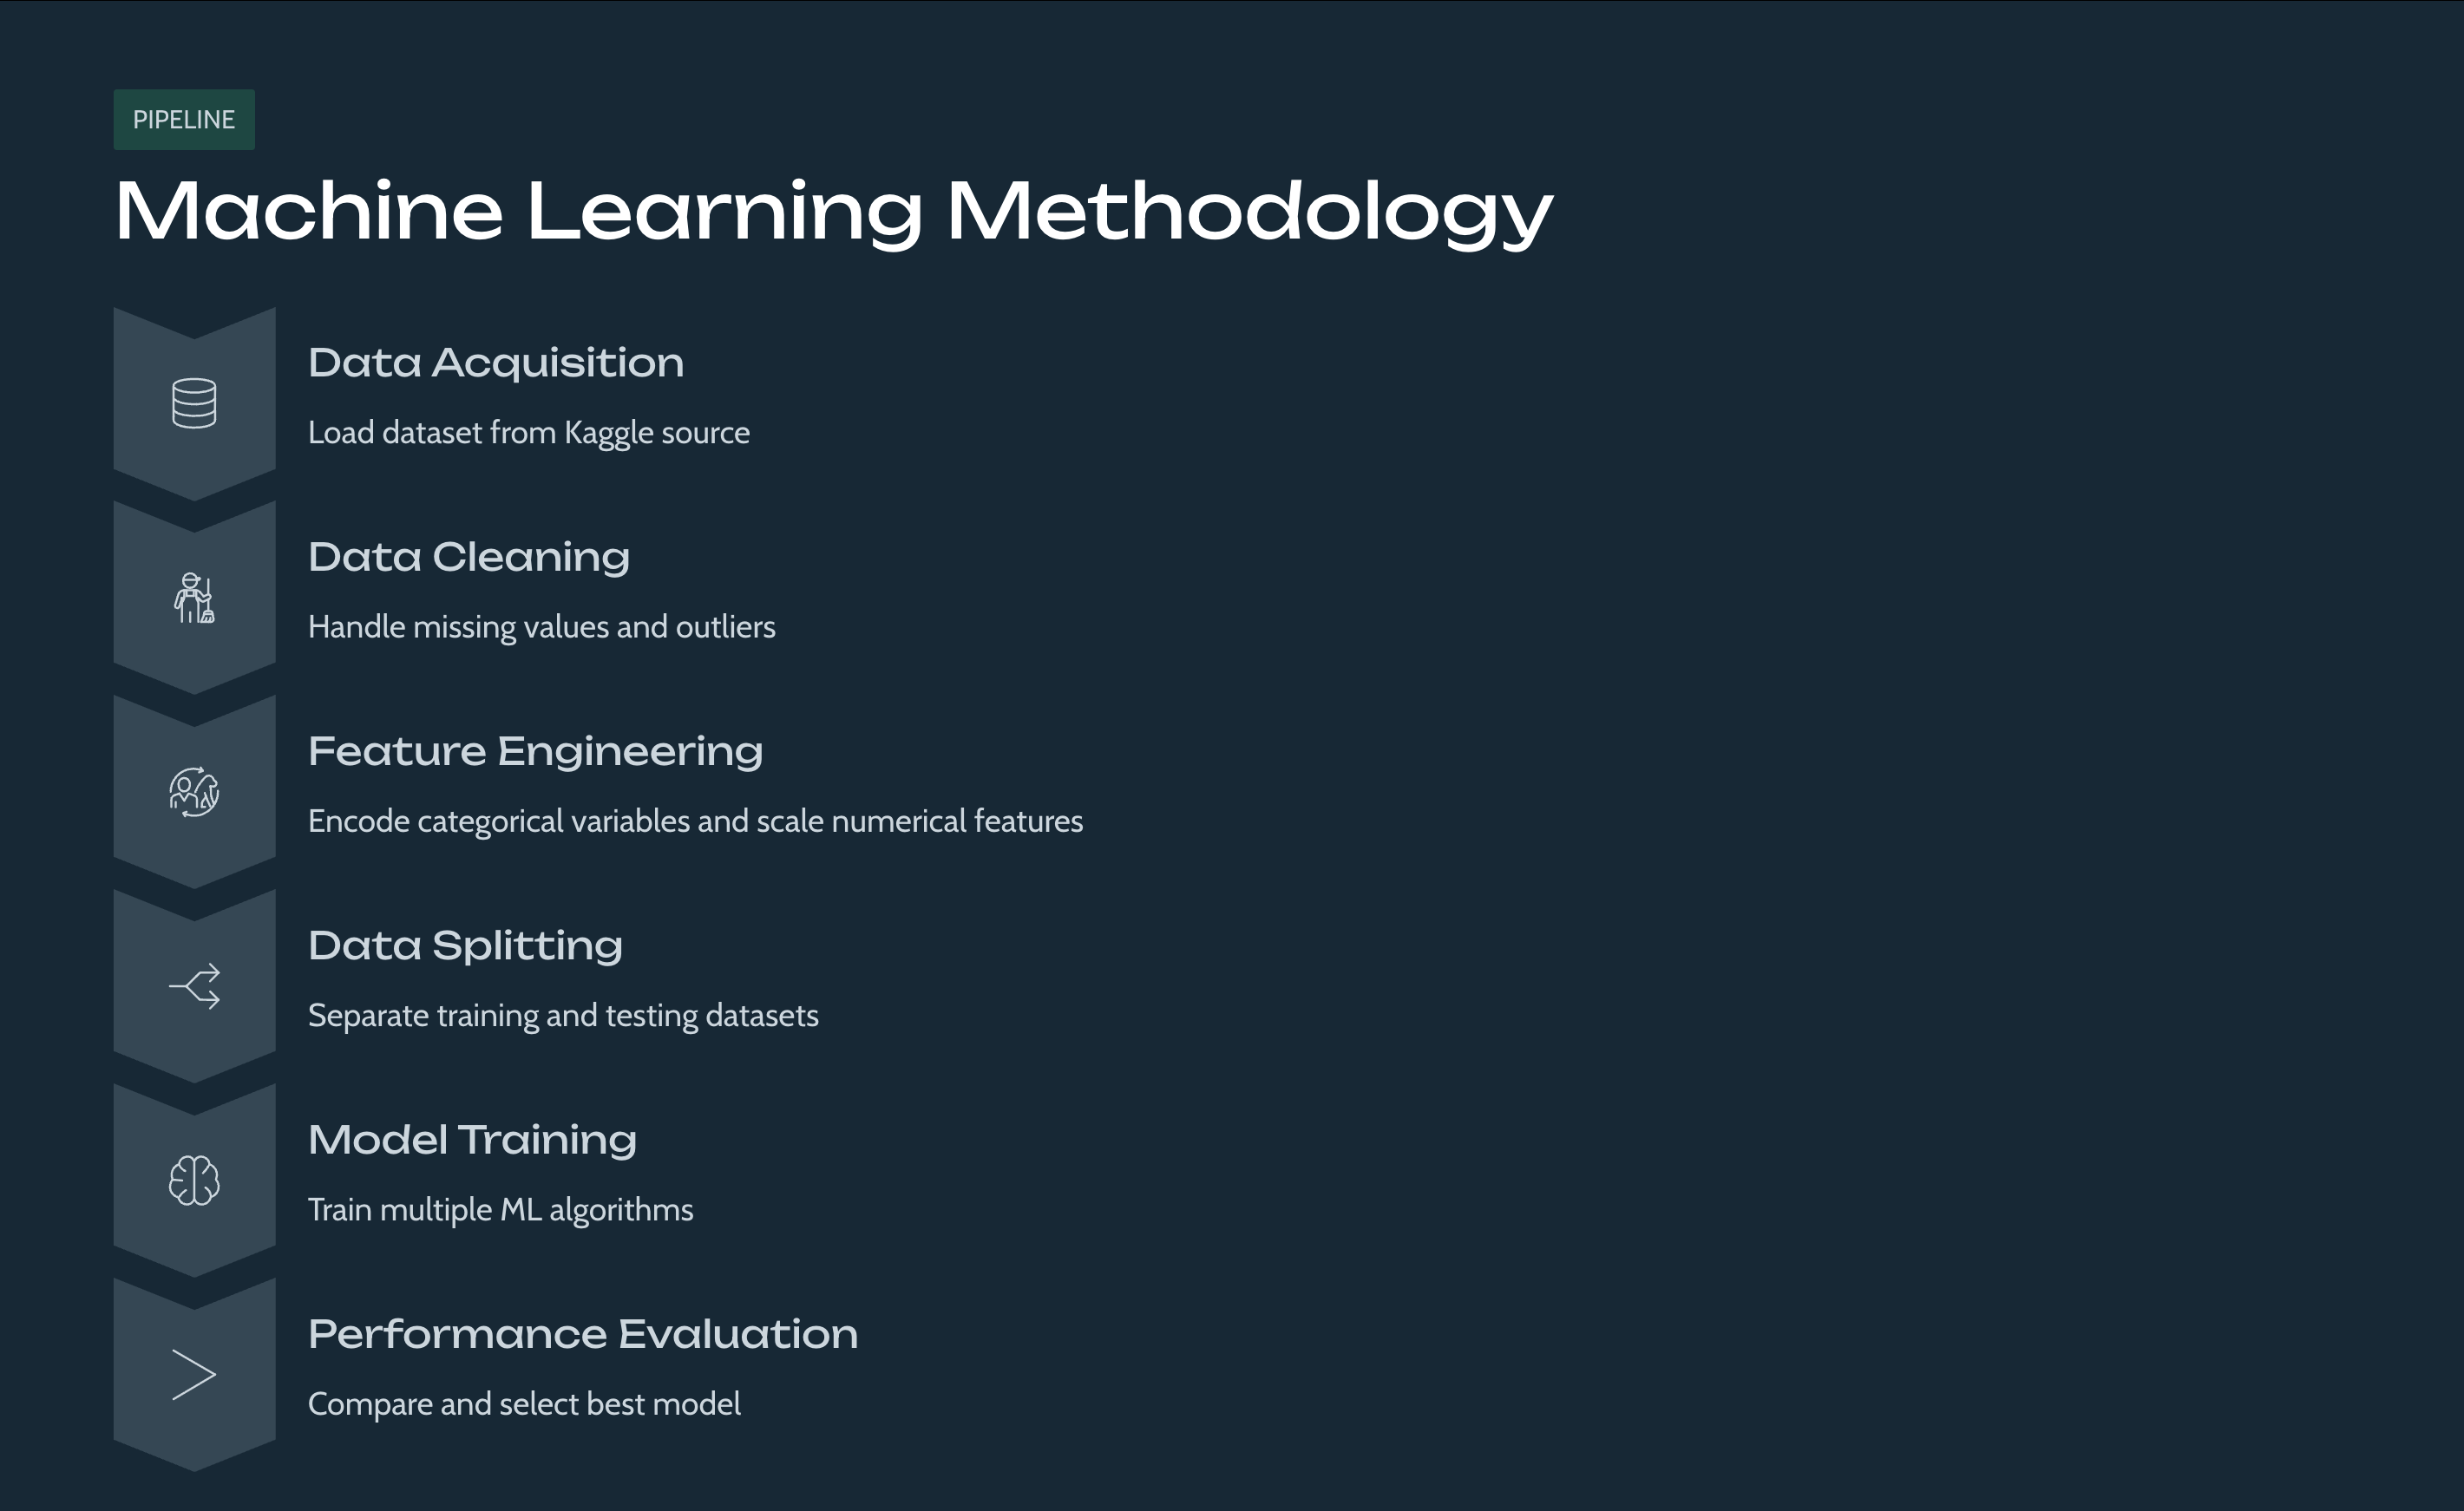 PIPELINE
Machine Learning Methodology
Data Acquisition
Load dataset from Kaggle source
Data Cleaning
Handle missing values and outliers
Feature Engineering
Encode categorical variables and scale numerical features
Data Splitting
Separate training and testing datasets
Model Training
Train multiple ML algorithms
Performance Evaluation
Compare and select best model